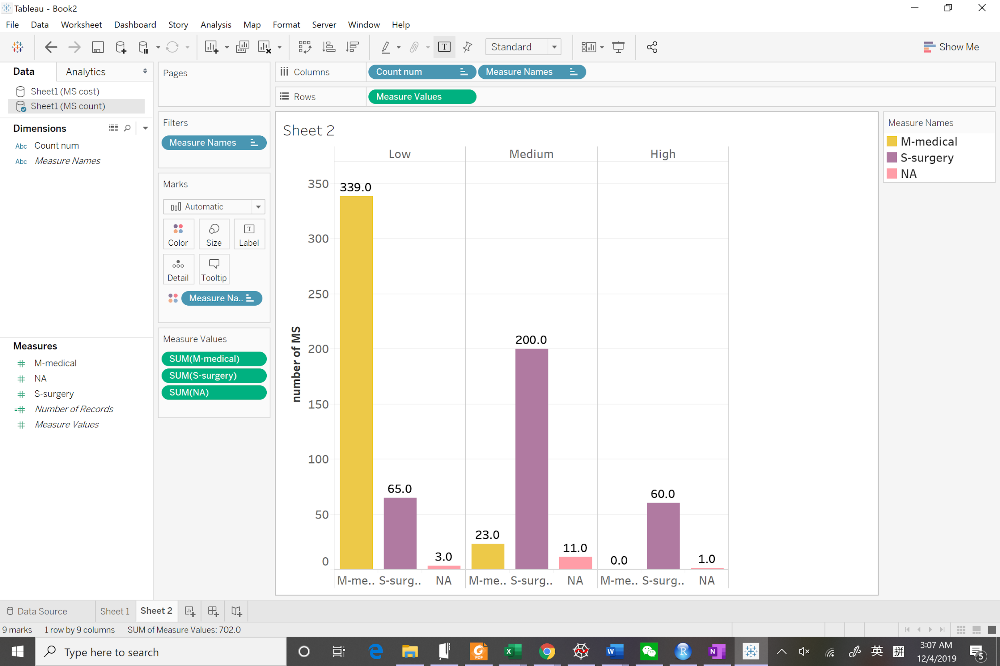 Tableau - Book2
File Data Worksheet Dashboard Story Analysis Map Format Server Window Help
Standard
Show Me
Data Analytics
Sheet1 (MS cost)
Sheet1 (MS count)
Dimensions
Abc Count num
Abc Measure Names
Measures
# M-medical
# NA
# S-surgery
=# Number of Records
# Measure Values
Pages
Filters
Measure Names
Marks
Automatic
Color Size Label
Detail Tooltip
Measure Na..
Measure Values
SUM(M-medical)
SUM(S-surgery)
SUM(NA)
Columns Count num Measure Names
Rows Measure Values
Sheet 2
Low Medium High
number of MS
350
300
250
200
150
100
50
0
339.0
65.0
3.0
23.0
200.0
11.0
0.0
60.0
1.0
M-me.. S-surg.. NA M-me.. S-surg.. NA M-me.. S-surg.. NA
Measure Names
M-medical
S-surgery
NA
Data Source Sheet 1 Sheet 2
9 marks 1 row by 9 columns SUM of Measure Values: 702.0
Type here to search
PDF
英 拼
3:07 AM
12/4/2019
5